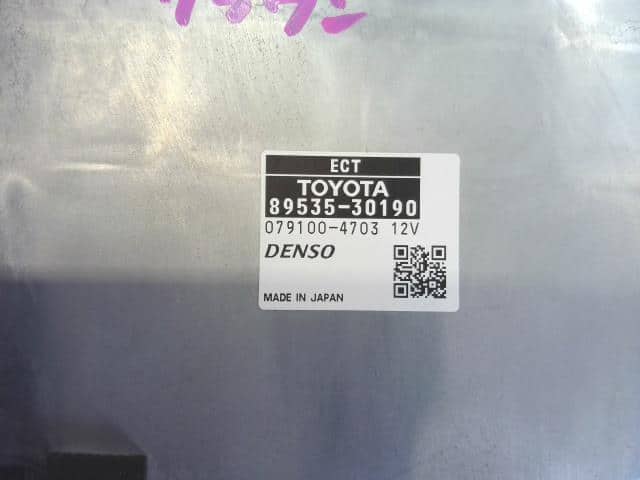 ECT
TOYOTA
89535-30190
079100-4703 12V
DENSO
MADE IN JAPAN